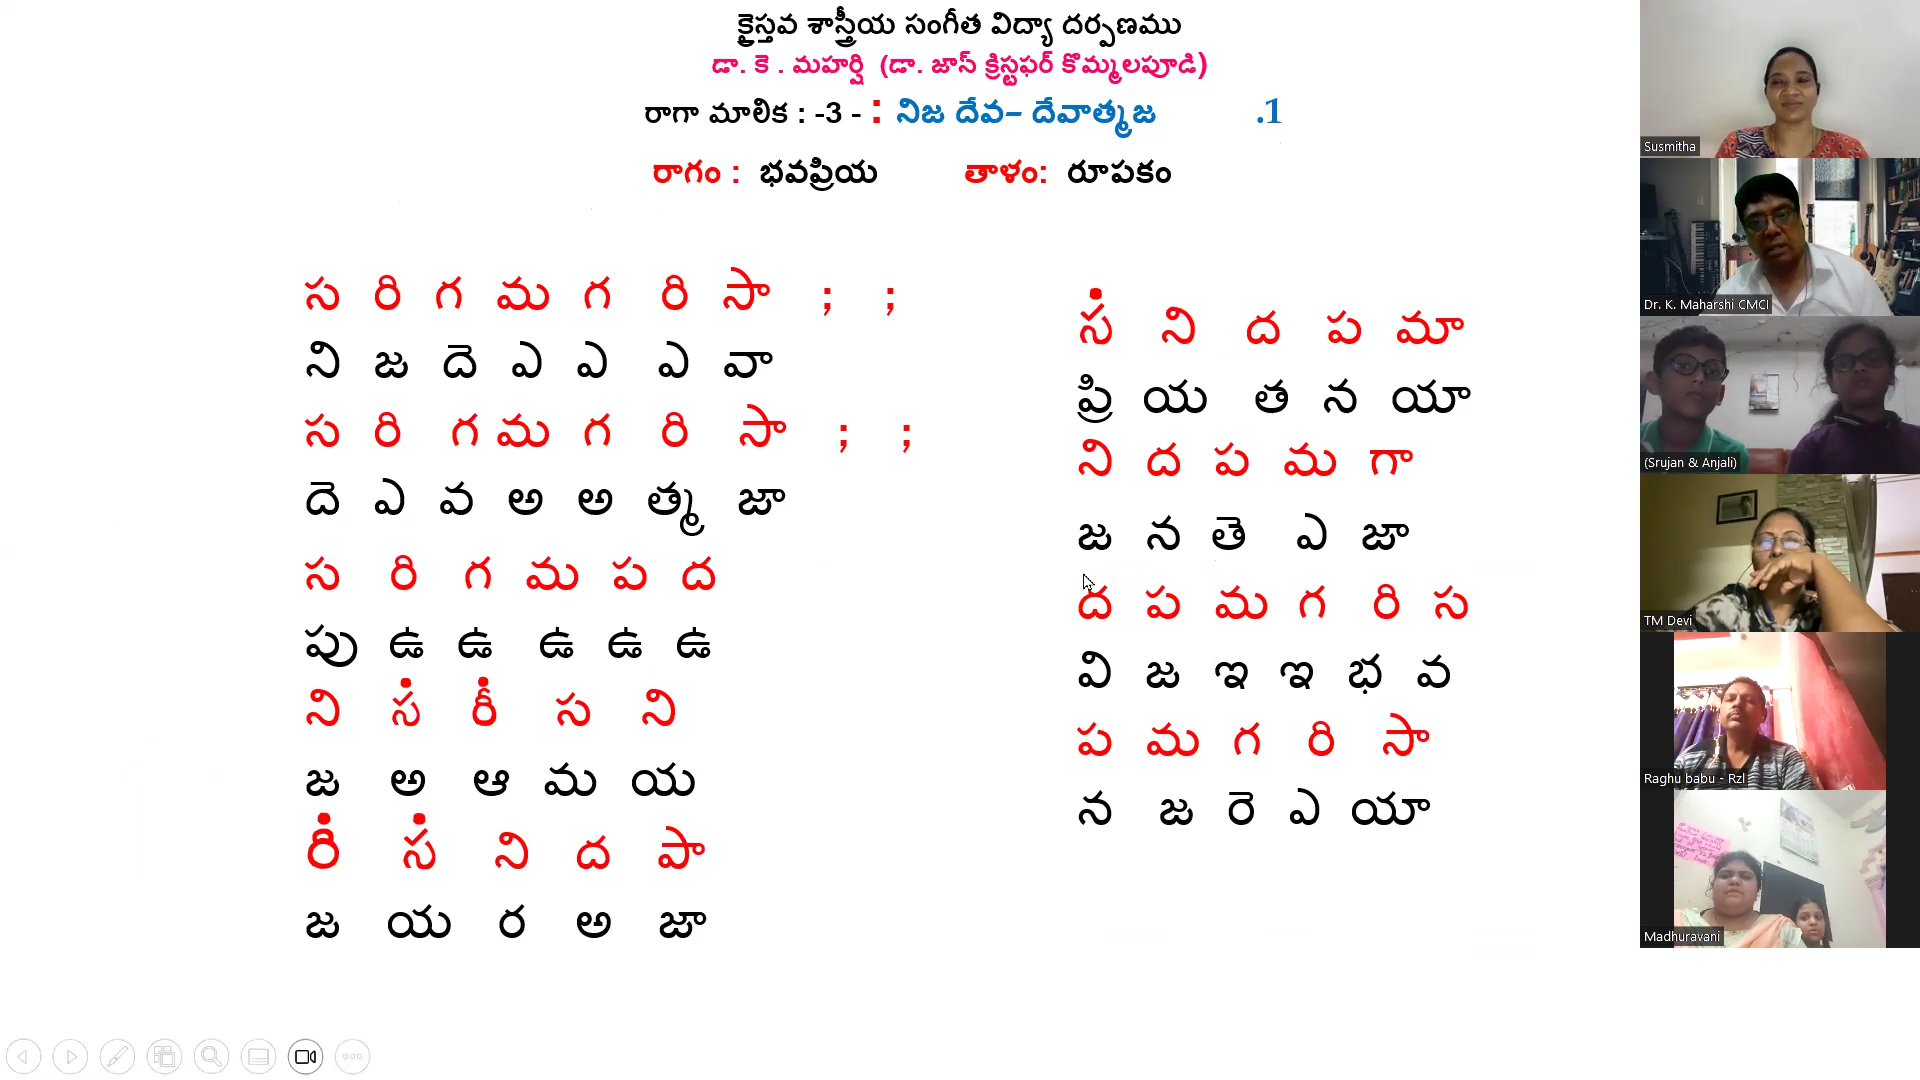 క్రైస్తవ శాస్త్రీయ సంగీత విద్యా దర్పణము
డా. కె . మహర్షి (డా. జాస్ క్రిస్టఫర్ కొమ్మలపూడి)
రాగా మాలిక : -3 - : నిజ దేవ– దేవాత్మజ .1
రాగం : భవప్రియ తాళం: రూపకం
స రి గ మ గ రి సా ; ;
ని జ దె ఎ ఎ ఎ వా
స రి గ మ గ రి సా ; ;
దె ఎ వ అ అ త్మ జా
స రి గ మ ప ద
పు ఉ ఉ ఉ ఉ ఉ
ని స రీ స ని
జ అ ఆ మ య
రి స ని ద పా
జ య ర అ జా
స ని ద ప మా
ప్రి య త న యా
ని ద ప మ గా
జ న తె ఎ జా
ద ప మ గ రి స
వి జ ఇ ఇ భ వ
ప మ గ రి సా
న జ రె ఎ యా
Susmitha
Dr. K. Maharshi CMCI
(Srujan & Anjali)
TM Devi
Raghu babu - Rzl
Madhuravani